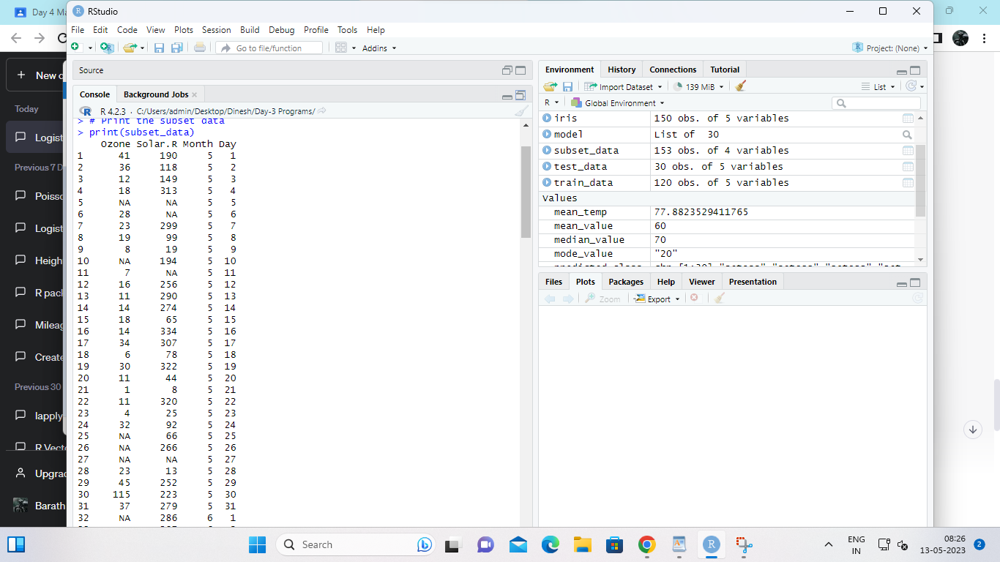 Day 4 Ma
RStudio
File Edit Code View Plots Session Build Debug Profile Tools Help
Go to file/function
Addins
Project: (None)
Source
Console Background Jobs
R 4.2.3 · C:/Users/admin/Desktop/Dinesh/Day-3 Programs/
> # Print the subset data
> print(subset_data)
Ozone Solar.R Month Day
1 41 190 5 1
2 36 118 5 2
3 12 149 5 3
4 18 313 5 4
5 NA NA 5 5
6 28 NA 5 6
7 23 299 5 7
8 19 99 5 8
9 8 19 5 9
10 NA 194 5 10
11 7 NA 5 11
12 16 256 5 12
13 11 290 5 13
14 14 274 5 14
15 18 65 5 15
16 14 334 5 16
17 34 307 5 17
18 6 78 5 18
19 30 322 5 19
20 11 44 5 20
21 1 8 5 21
22 11 320 5 22
23 4 25 5 23
24 32 92 5 24
25 NA 66 5 25
26 NA 266 5 26
27 NA NA 5 27
28 23 13 5 28
29 45 252 5 29
30 115 223 5 30
31 37 279 5 31
32 NA 286 6 1
Environment History Connections Tutorial
Import Dataset 139 MiB List
R Global Environment
iris 150 obs. of 5 variables
model List of 30
subset_data 153 obs. of 4 variables
test_data 30 obs. of 5 variables
train_data 120 obs. of 5 variables
Values
mean_temp 77.8823529411765
mean_value 60
median_value 70
mode_value "20"
Files Plots Packages Help Viewer Presentation
Zoom Export
New c
Today
Logist
Previous 7 D
Poisso
Logist
Heigh
R pack
Mileag
Create
Previous 30
lapply
R Vecto
Upgrad
Barath
Search
ENG
IN
08:26
13-05-2023
2